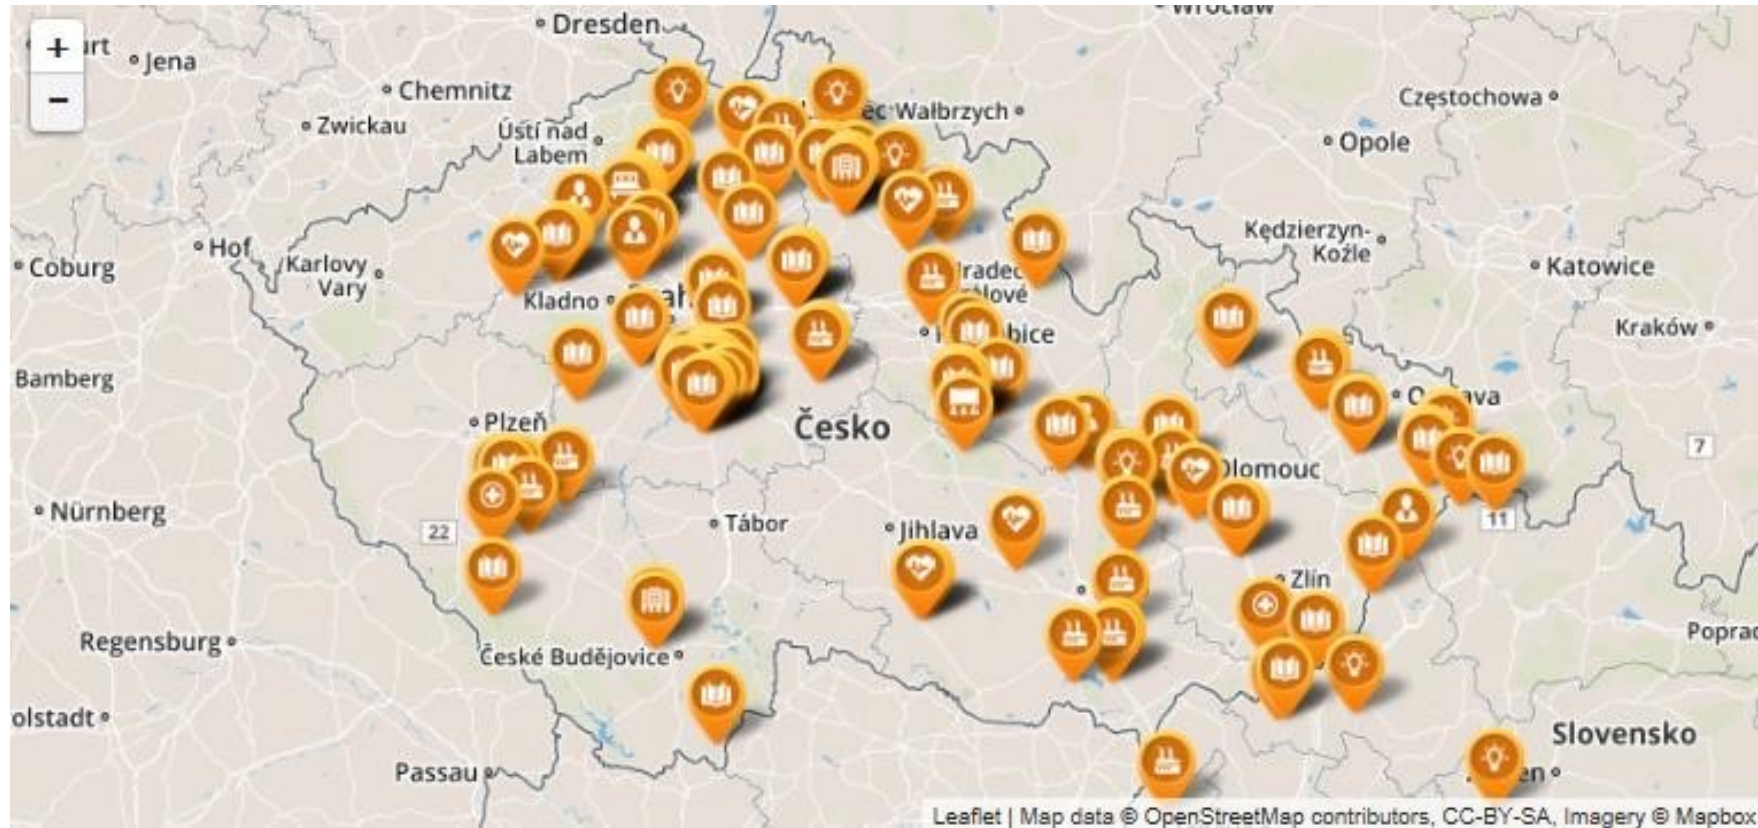 Wrocław
Dresden
+
Jena
−
Chemnitz
Częstochowa
Wałbrzych
Zwickau
Ústí nad
Labem
Opole
Kędzierzyn-
Koźle
Hof
Karlovy
Vary
Coburg
Katowice
Kladno
Kraków
Bamberg
Plzeň
Česko
7
Olomouc
Nürnberg
22
Tábor
Jihlava
11
Zlín
Regensburg
České Budějovice
Slovensko
Passau
Leaflet | Map data © OpenStreetMap contributors, CC-BY-SA, Imagery © Mapbox